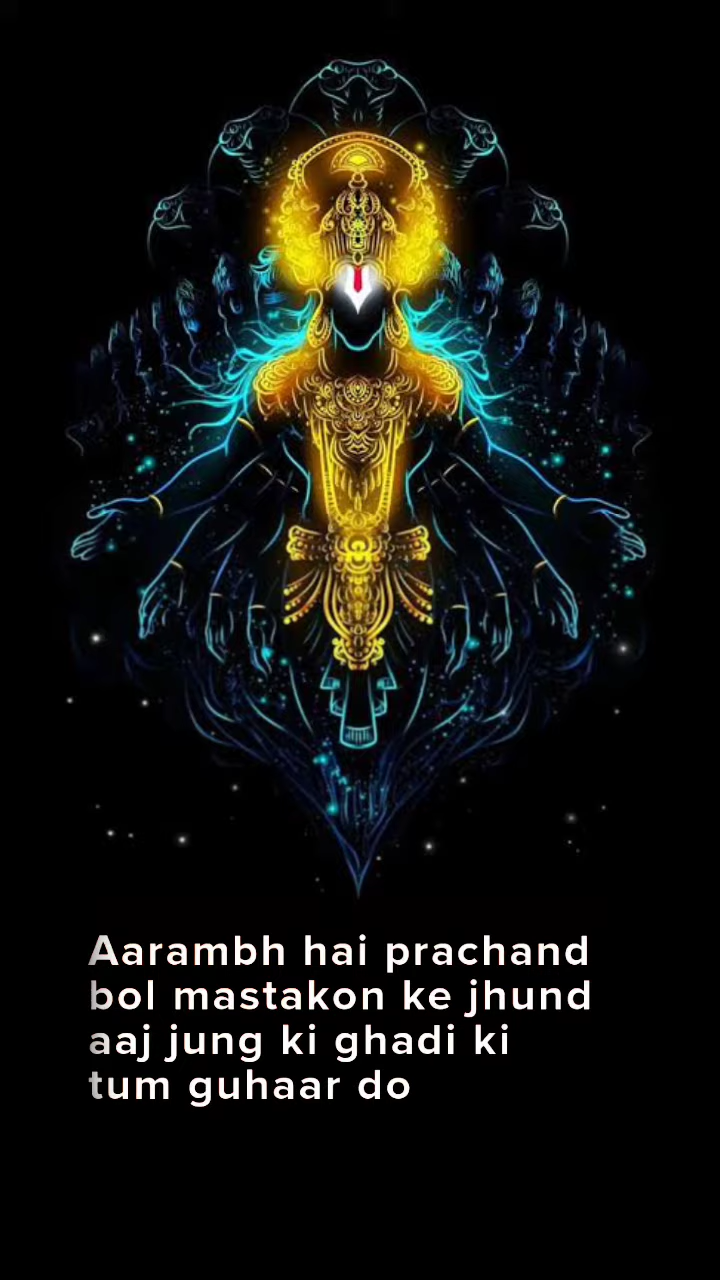 Aarambh hai prachand
bol mastakon ke jhund
aaj jung ki ghadi ki
tum guhaar do